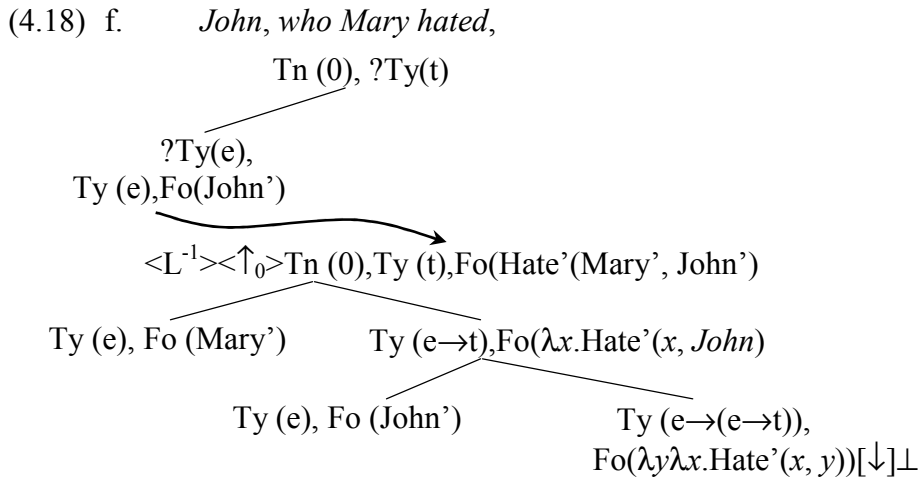 (4.18) f. John, who Mary hated,
Tn (0), ?Ty(t)
?Ty(e),
Ty (e),Fo(John’)
<L⁻¹><↑₀>Tn (0),Ty (t),Fo(Hate’(Mary’, John’)
Ty (e), Fo (Mary’) Ty (e→t),Fo(λx.Hate’(x, John)
Ty (e), Fo (John’) Ty (e→(e→t)),
Fo(λyλx.Hate’(x, y))[↓]⊥